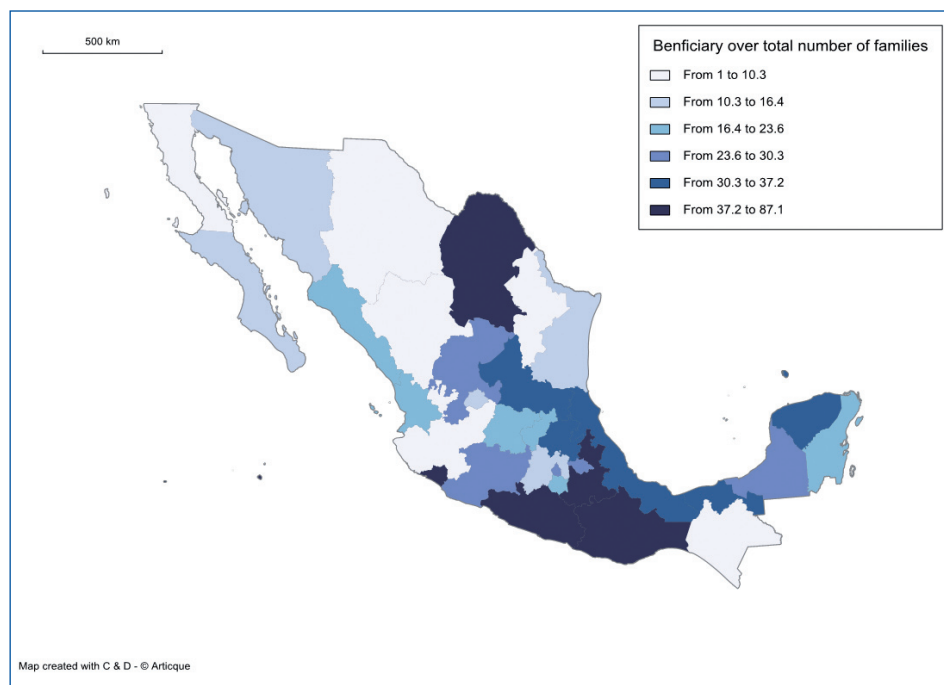 500 km
Benficiary over total number of families
From 1 to 10.3
From 10.3 to 16.4
From 16.4 to 23.6
From 23.6 to 30.3
From 30.3 to 37.2
From 37.2 to 87.1
Map created with C & D - © Articque